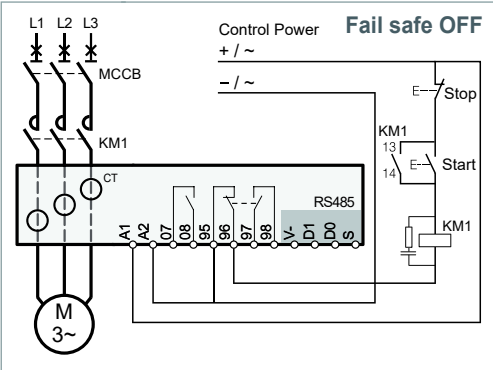 L1 L2 L3
Control Power
Fail safe OFF
+ / ~
– / ~
MCCB
E Stop
KM1
KM1
13
14
E Start
CT
RS485
KM1
A1 A2 07 08 95 96 97 98 V- D1 D0 S
M
3~